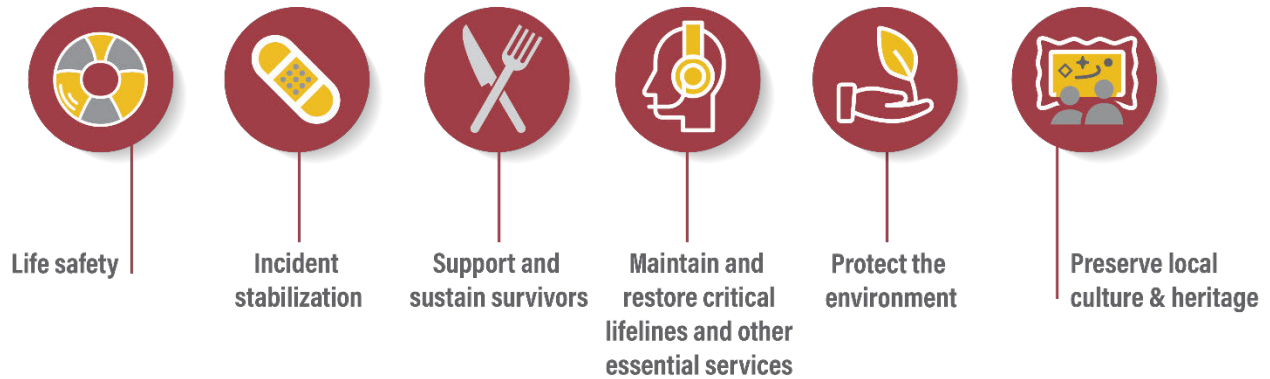 Life safety
Incident
stabilization
Support and
sustain survivors
Maintain and
restore critical
lifelines and other
essential services
Protect the
environment
Preserve local
culture & heritage